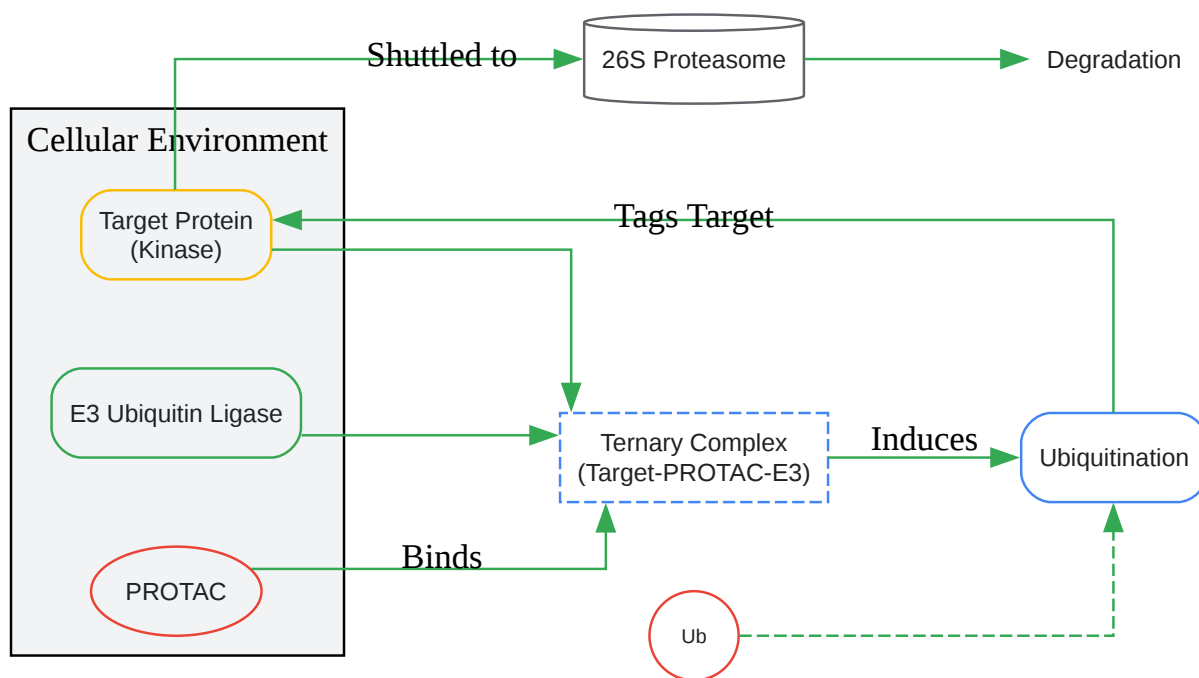 Shuttled to
26S Proteasome
Degradation
Cellular Environment
Target Protein
(Kinase)
Tags Target
E3 Ubiquitin Ligase
Ternary Complex
(Target-PROTAC-E3)
Induces
Ubiquitination
PROTAC
Binds
Ub